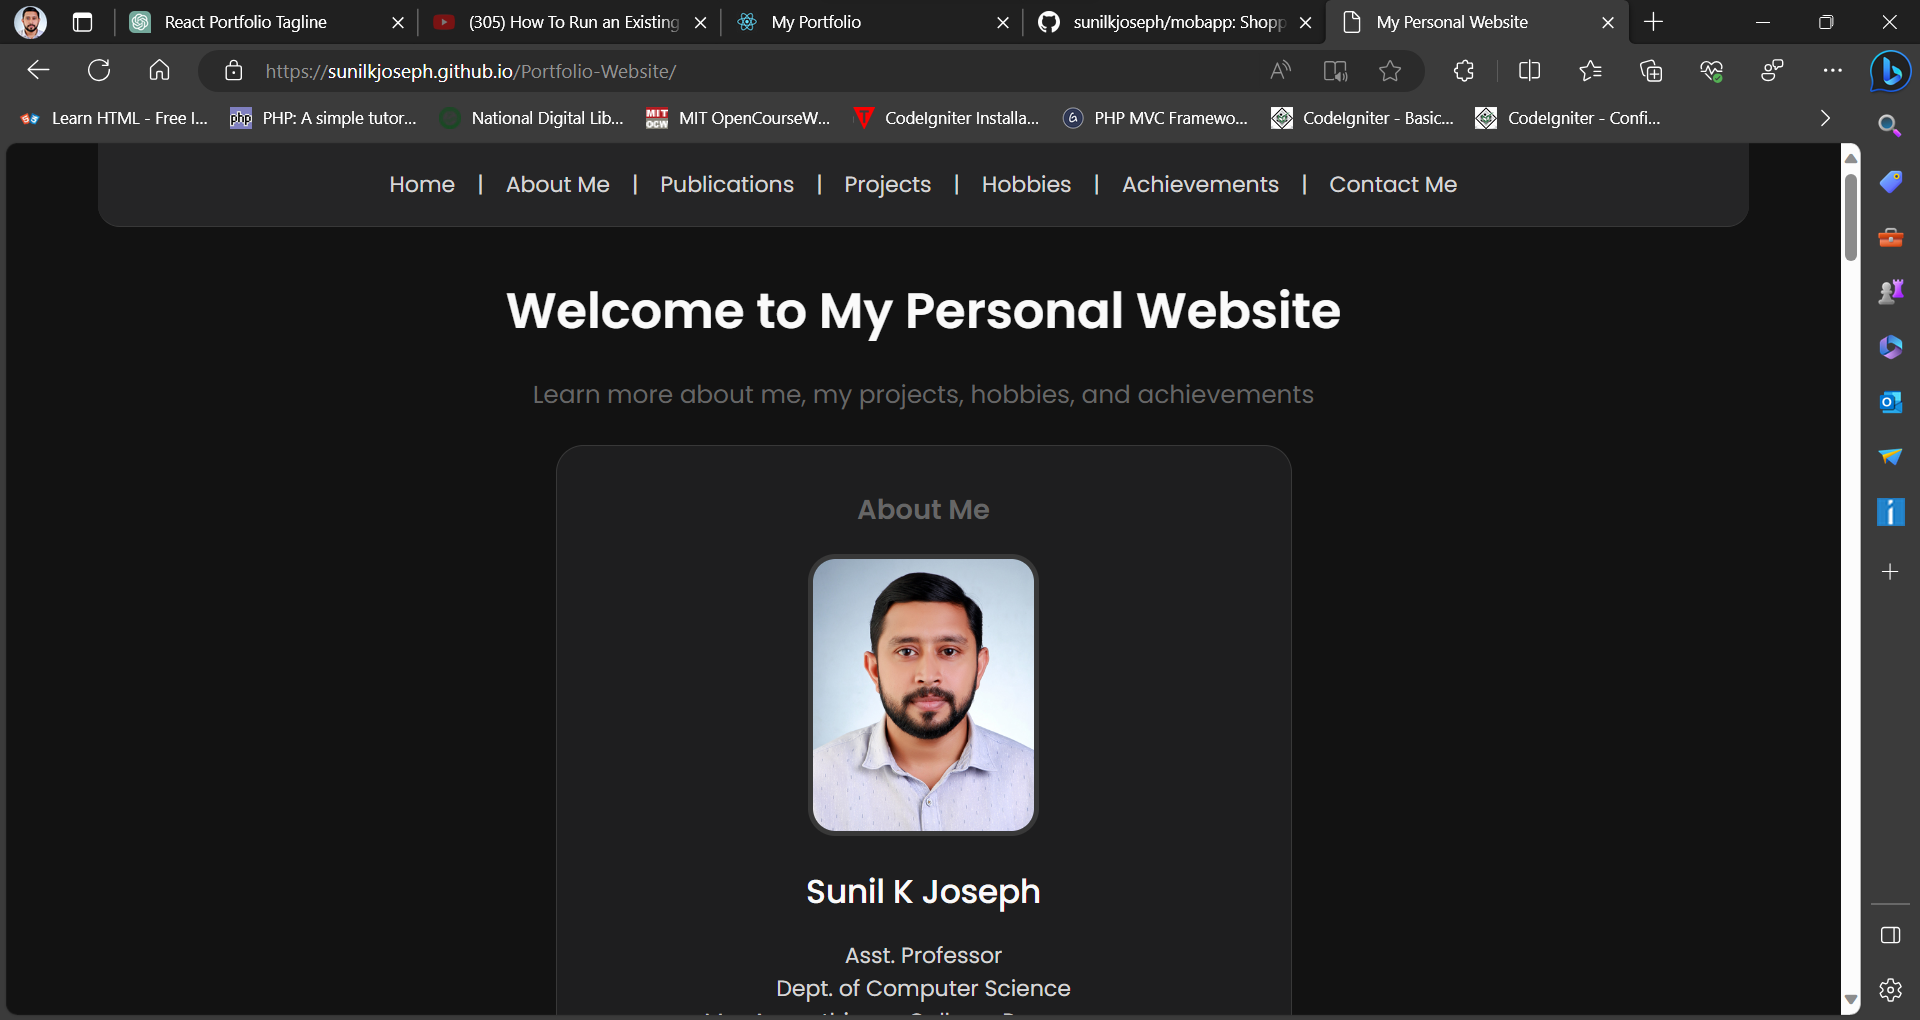 React Portfolio Tagline
(305) How To Run an Existing
My Portfolio
sunilkjoseph/mobapp: Shopp
My Personal Website
https://sunilkjoseph.github.io/Portfolio-Website/
Learn HTML - Free I...
PHP: A simple tutor...
National Digital Lib...
MIT OpenCourseW...
CodeIgniter Installa...
PHP MVC Framewo...
CodeIgniter - Basic...
CodeIgniter - Confi...
Home | About Me | Publications | Projects | Hobbies | Achievements | Contact Me
Welcome to My Personal Website
Learn more about me, my projects, hobbies, and achievements
About Me
Sunil K Joseph
Asst. Professor
Dept. of Computer Science